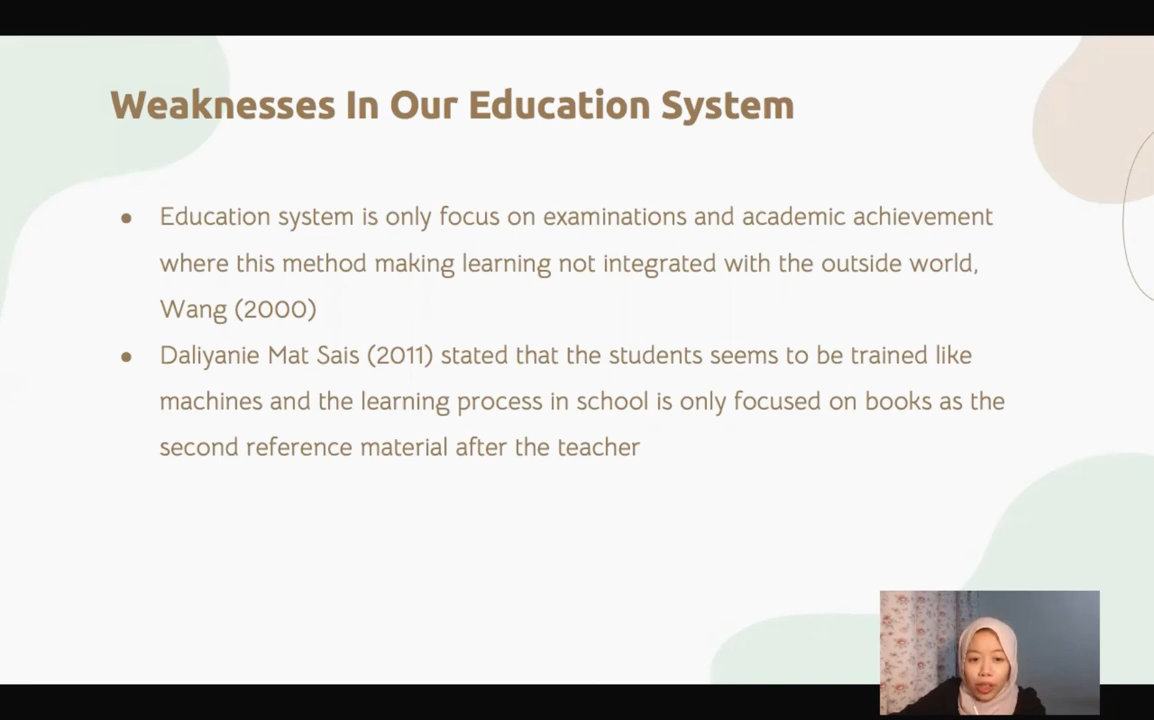 Weaknesses In Our Education System
● Education system is only focus on examinations and academic achievement
where this method making learning not integrated with the outside world,
Wang (2000)
● Daliyanie Mat Sais (2011) stated that the students seems to be trained like
machines and the learning process in school is only focused on books as the
second reference material after the teacher